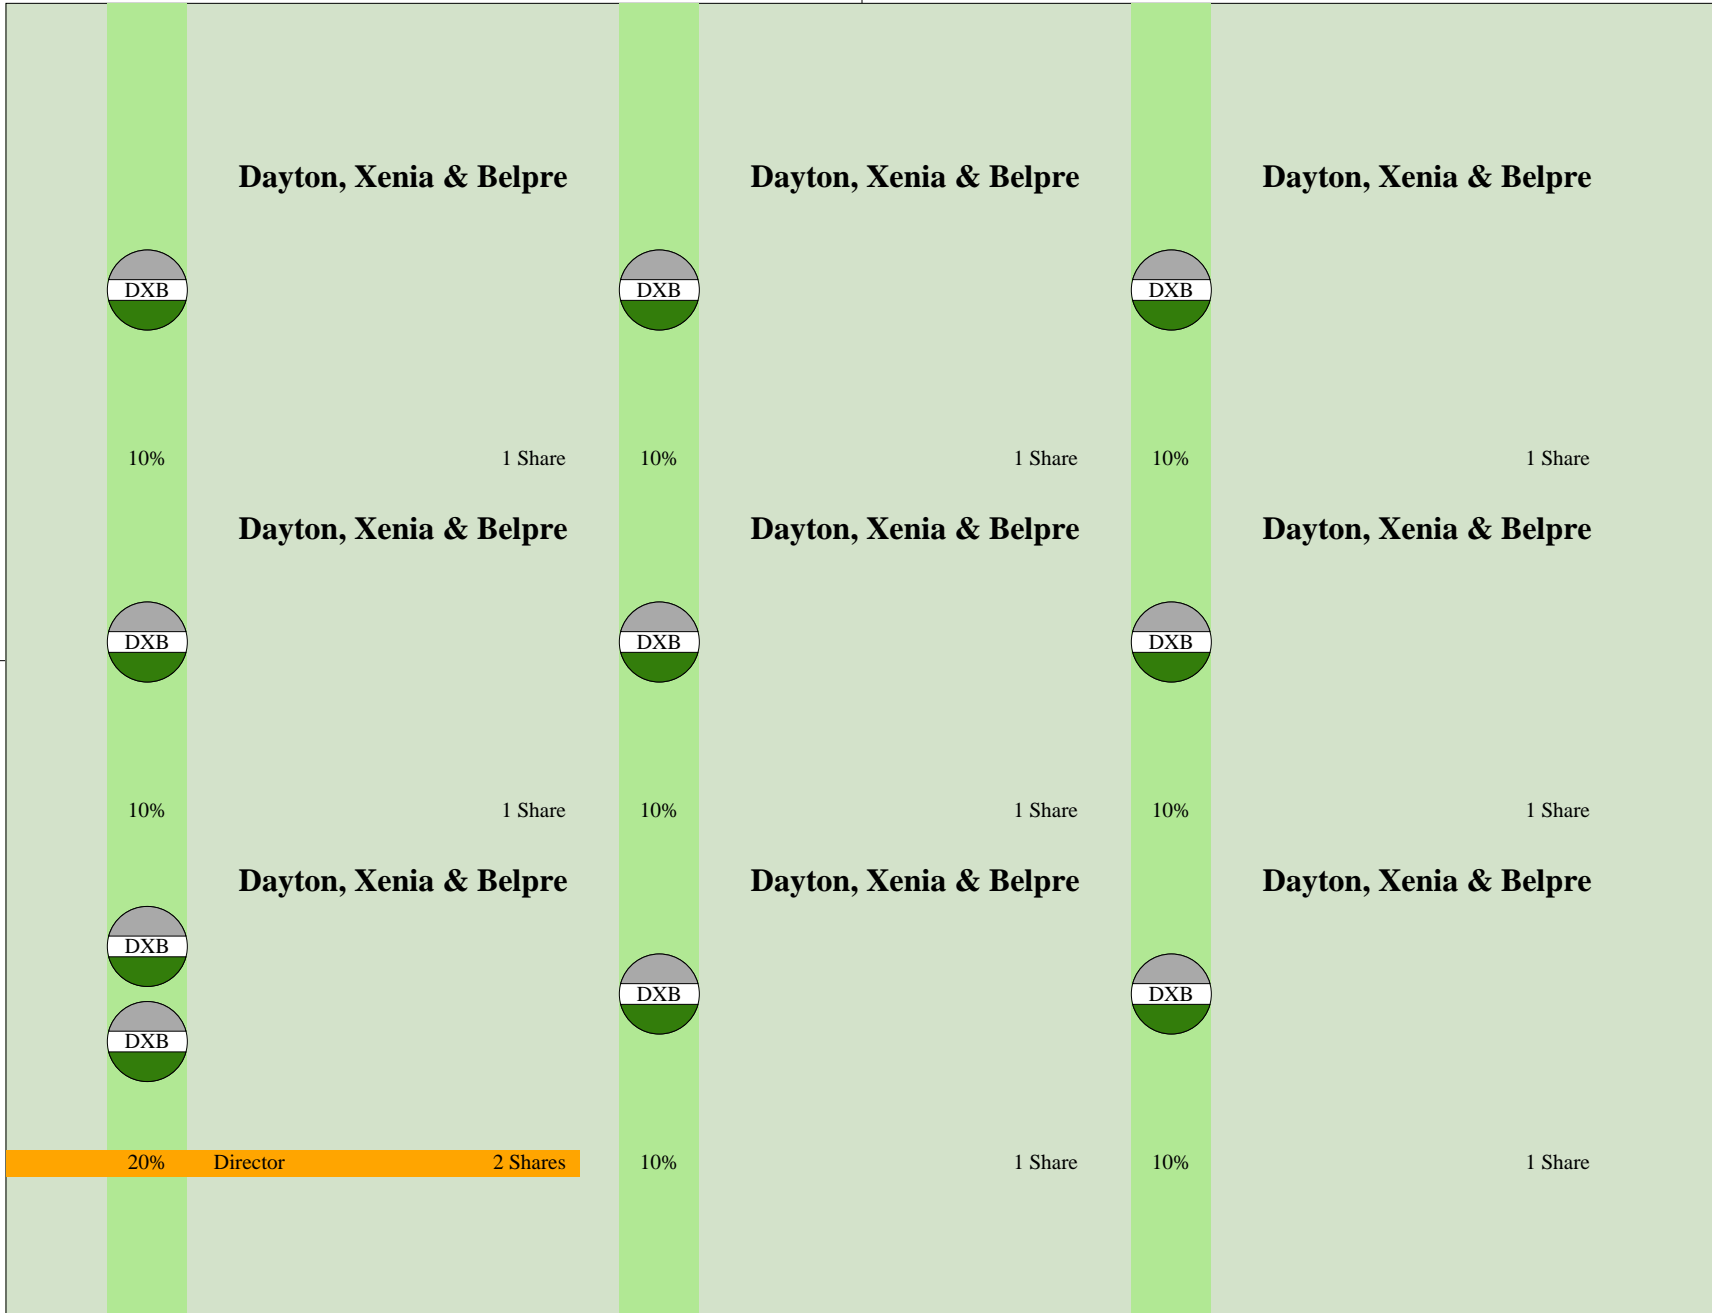 Dayton, Xenia & Belpre Dayton, Xenia & Belpre Dayton, Xenia & Belpre
DXB DXB DXB
10% 1 Share 10% 1 Share 10% 1 Share
Dayton, Xenia & Belpre Dayton, Xenia & Belpre Dayton, Xenia & Belpre
DXB DXB DXB
10% 1 Share 10% 1 Share 10% 1 Share
Dayton, Xenia & Belpre Dayton, Xenia & Belpre Dayton, Xenia & Belpre
DXB
DXB DXB
DXB
20% Director 2 Shares 10% 1 Share 10% 1 Share